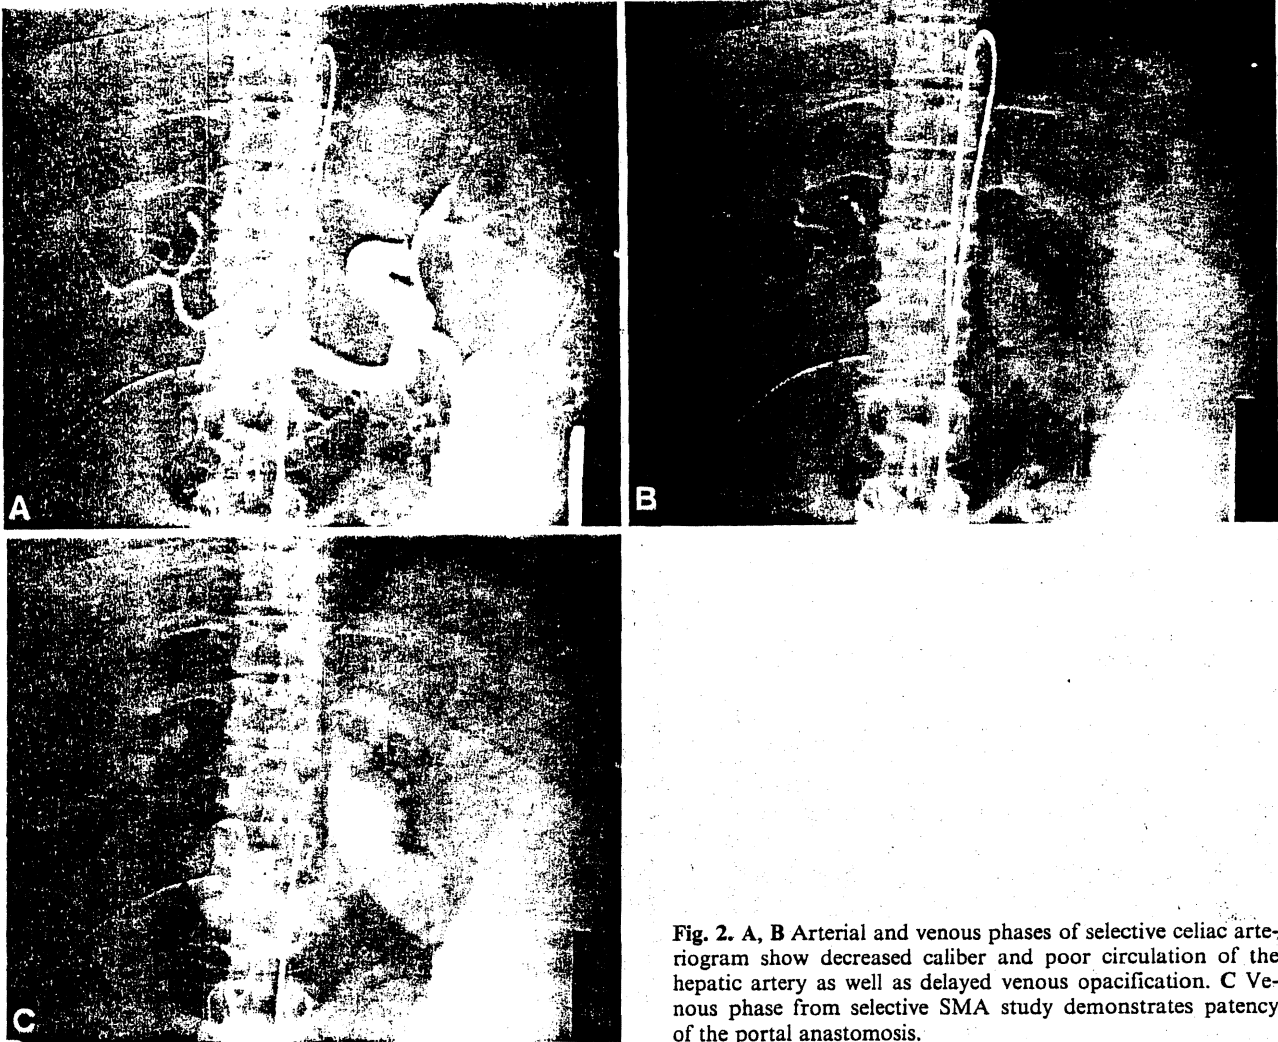 A
B
C
Fig. 2. A, B Arterial and venous phases of selective celiac arte-
riogram show decreased caliber and poor circulation of the
hepatic artery as well as delayed venous opacification. C Ve-
nous phase from selective SMA study demonstrates patency
of the portal anastomosis.